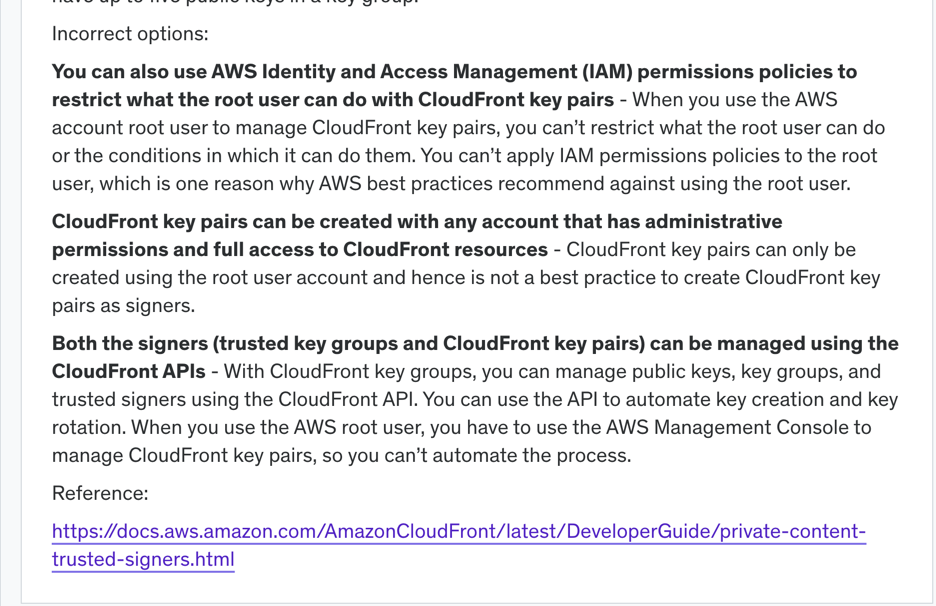 have up to five public keys in a key group.
Incorrect options:
You can also use AWS Identity and Access Management (IAM) permissions policies to
restrict what the root user can do with CloudFront key pairs - When you use the AWS
account root user to manage CloudFront key pairs, you can’t restrict what the root user can do
or the conditions in which it can do them. You can’t apply IAM permissions policies to the root
user, which is one reason why AWS best practices recommend against using the root user.
CloudFront key pairs can be created with any account that has administrative
permissions and full access to CloudFront resources - CloudFront key pairs can only be
created using the root user account and hence is not a best practice to create CloudFront key
pairs as signers.
Both the signers (trusted key groups and CloudFront key pairs) can be managed using the
CloudFront APIs - With CloudFront key groups, you can manage public keys, key groups, and
trusted signers using the CloudFront API. You can use the API to automate key creation and key
rotation. When you use the AWS root user, you have to use the AWS Management Console to
manage CloudFront key pairs, so you can’t automate the process.
Reference:
https://docs.aws.amazon.com/AmazonCloudFront/latest/DeveloperGuide/private-content-
trusted-signers.html